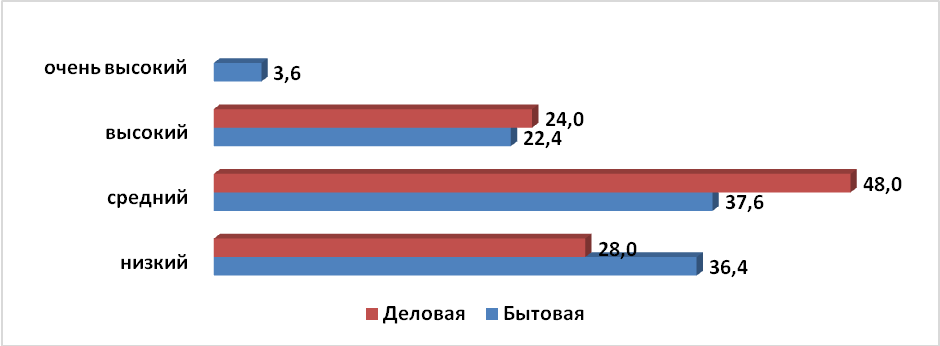 очень высокий
3,6
высокий
24,0
22,4
средний
48,0
37,6
низкий
28,0
36,4
Деловая Бытовая